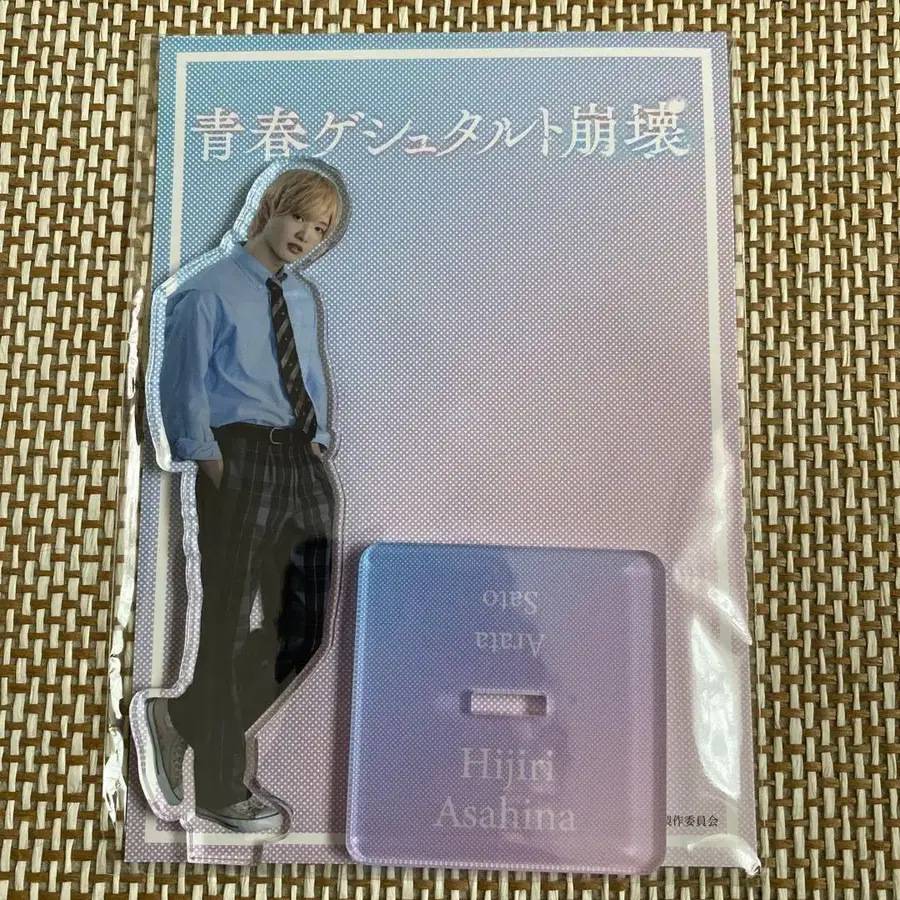 青春ゲシュタルト崩壊
Sato
Arata
Hijiri
Asahina
製作委員会